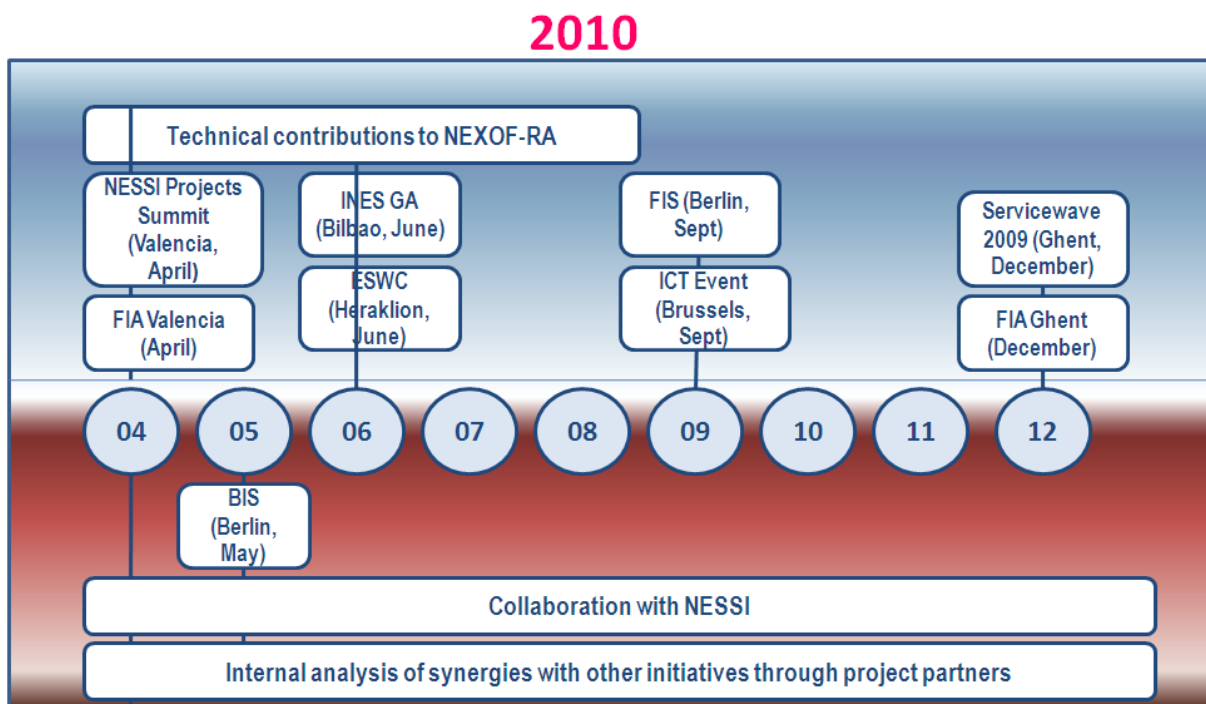 2010
Technical contributions to NEXOF-RA
NESSI Projects
Summit
(Valencia,
April)
FIA Valencia
(April)
INES GA
(Bilbao, June)
ESWC
(Heraklion,
June)
FIS (Berlin,
Sept)
ICT Event
(Brussels,
Sept)
Servicewave
2009 (Ghent,
December)
FIA Ghent
(December)
04
05
06
07
08
09
10
11
12
BIS
(Berlin,
May)
Collaboration with NESSI
Internal analysis of synergies with other initiatives through project partners